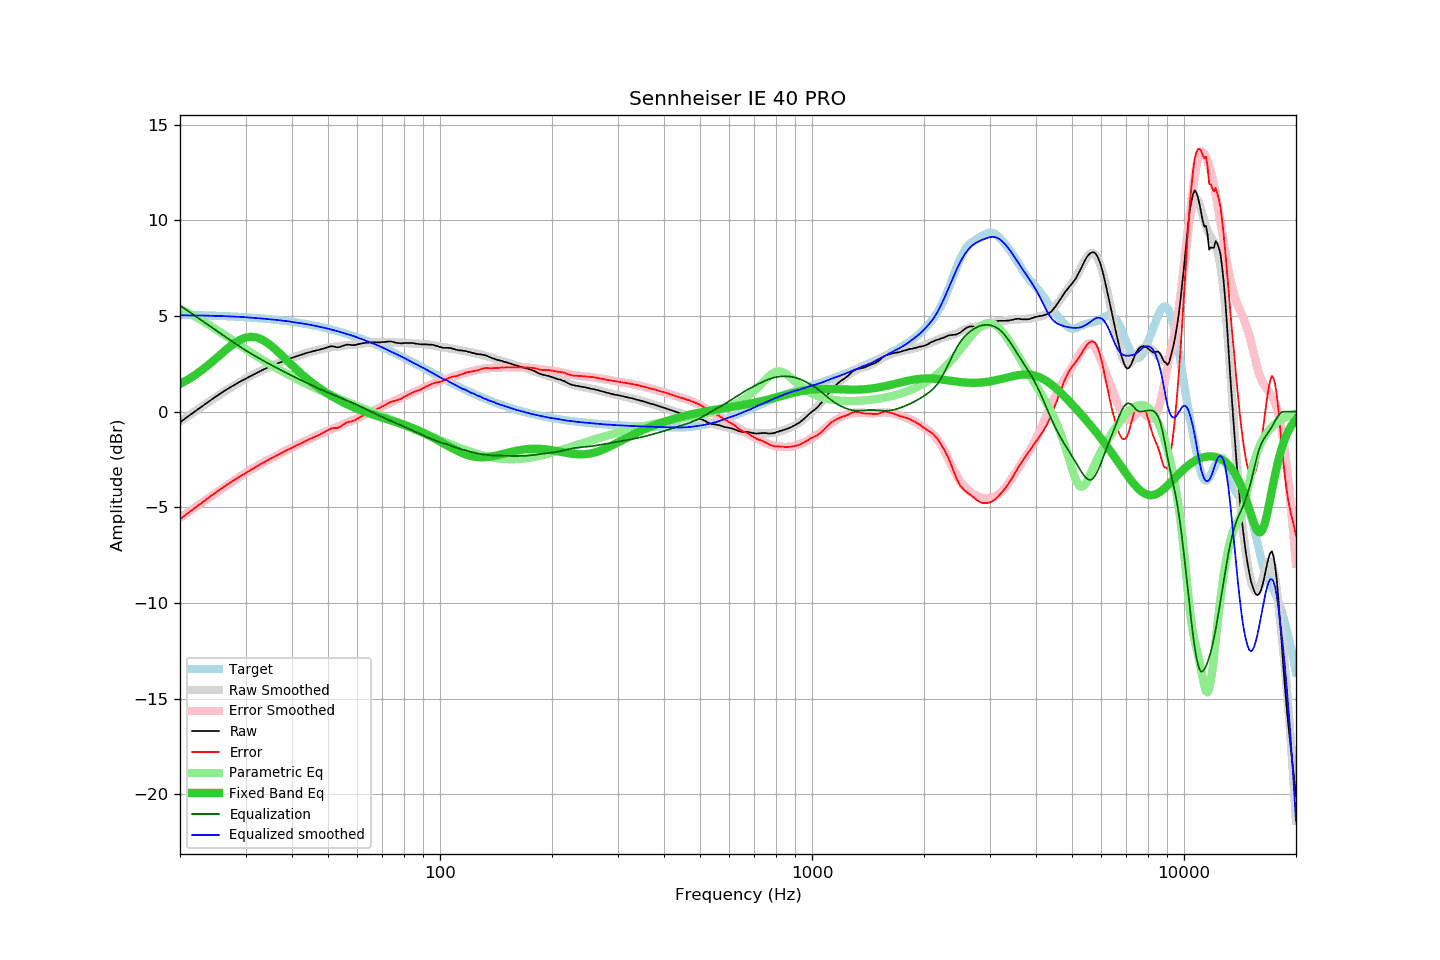 Sennheiser IE 40 PRO
15
10
5
0
−5
−10
−15
−20
Amplitude (dBr)
Target
Raw Smoothed
Error Smoothed
Raw
Error
Parametric Eq
Fixed Band Eq
Equalization
Equalized smoothed
100
1000
10000
Frequency (Hz)